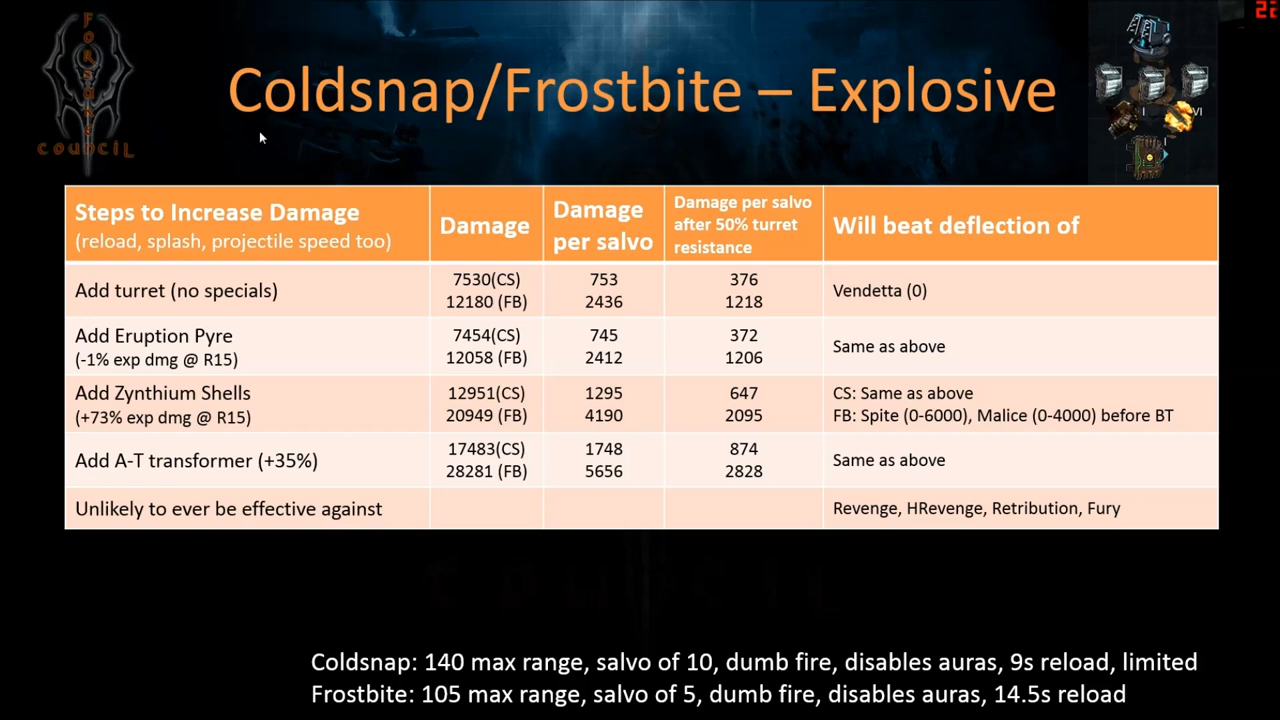 Forsaken
council
22
Coldsnap/Frostbite – Explosive
I
VI
I
Steps to Increase Damage
(reload, splash, projectile speed too)
Damage
Damage
per salvo
Damage per salvo
after 50% turret
resistance
Will beat deflection of
Add turret (no specials)
7530(CS)
12180 (FB)
753
2436
376
1218
Vendetta (0)
Add Eruption Pyre
(-1% exp dmg @ R15)
7454(CS)
12058 (FB)
745
2412
372
1206
Same as above
Add Zynthium Shells
(+73% exp dmg @ R15)
12951(CS)
20949 (FB)
1295
4190
647
2095
CS: Same as above
FB: Spite (0-6000), Malice (0-4000) before BT
Add A-T transformer (+35%)
17483(CS)
28281 (FB)
1748
5656
874
2828
Same as above
Unlikely to ever be effective against
Revenge, HRevenge, Retribution, Fury
Coldsnap: 140 max range, salvo of 10, dumb fire, disables auras, 9s reload, limited
Frostbite: 105 max range, salvo of 5, dumb fire, disables auras, 14.5s reload